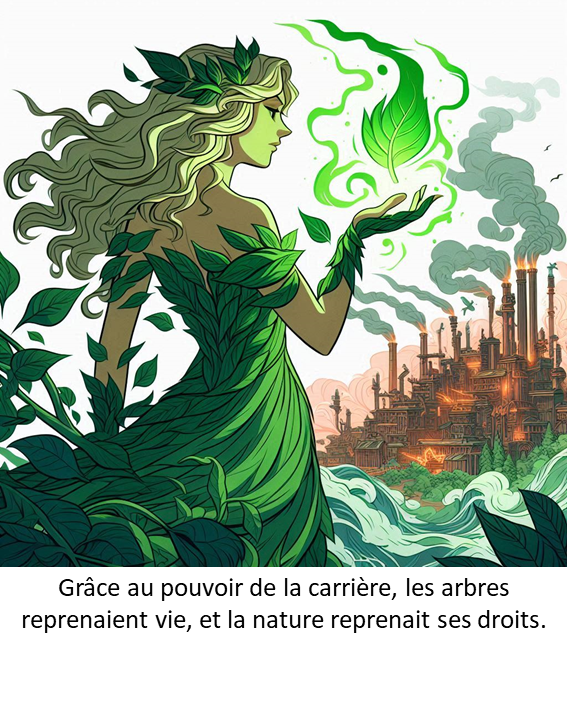 Grâce au pouvoir de la carrière, les arbres
reprenaient vie, et la nature reprenait ses droits.